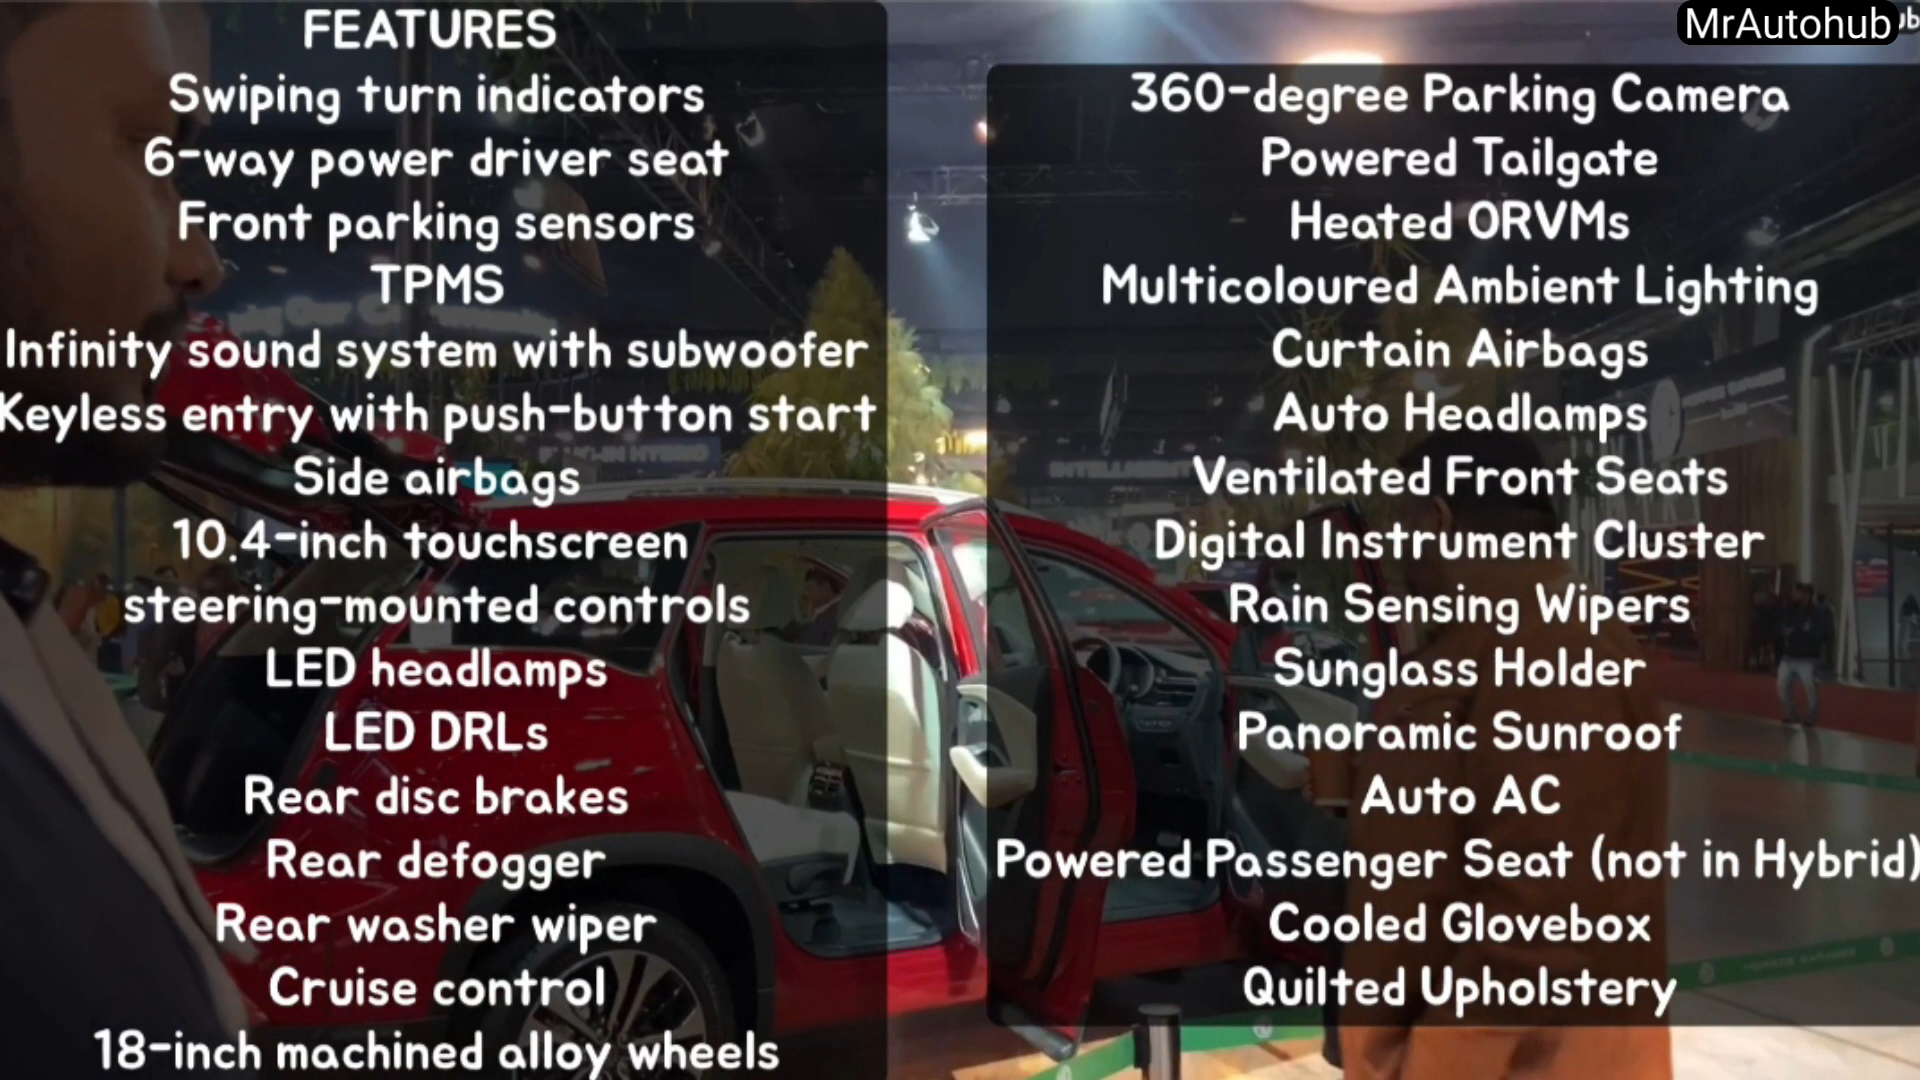 MrAutohub
FEATURES
Swiping turn indicators
6-way power driver seat
Front parking sensors
TPMS
Infinity sound system with subwoofer
Keyless entry with push-button start
Side airbags
10.4-inch touchscreen
steering-mounted controls
LED headlamps
LED DRLs
Rear disc brakes
Rear defogger
Rear washer wiper
Cruise control
18-inch machined alloy wheels
360-degree Parking Camera
Powered Tailgate
Heated ORVMs
Multicoloured Ambient Lighting
Curtain Airbags
Auto Headlamps
Ventilated Front Seats
Digital Instrument Cluster
Rain Sensing Wipers
Sunglass Holder
Panoramic Sunroof
Auto AC
Powered Passenger Seat (not in Hybrid)
Cooled Glovebox
Quilted Upholstery